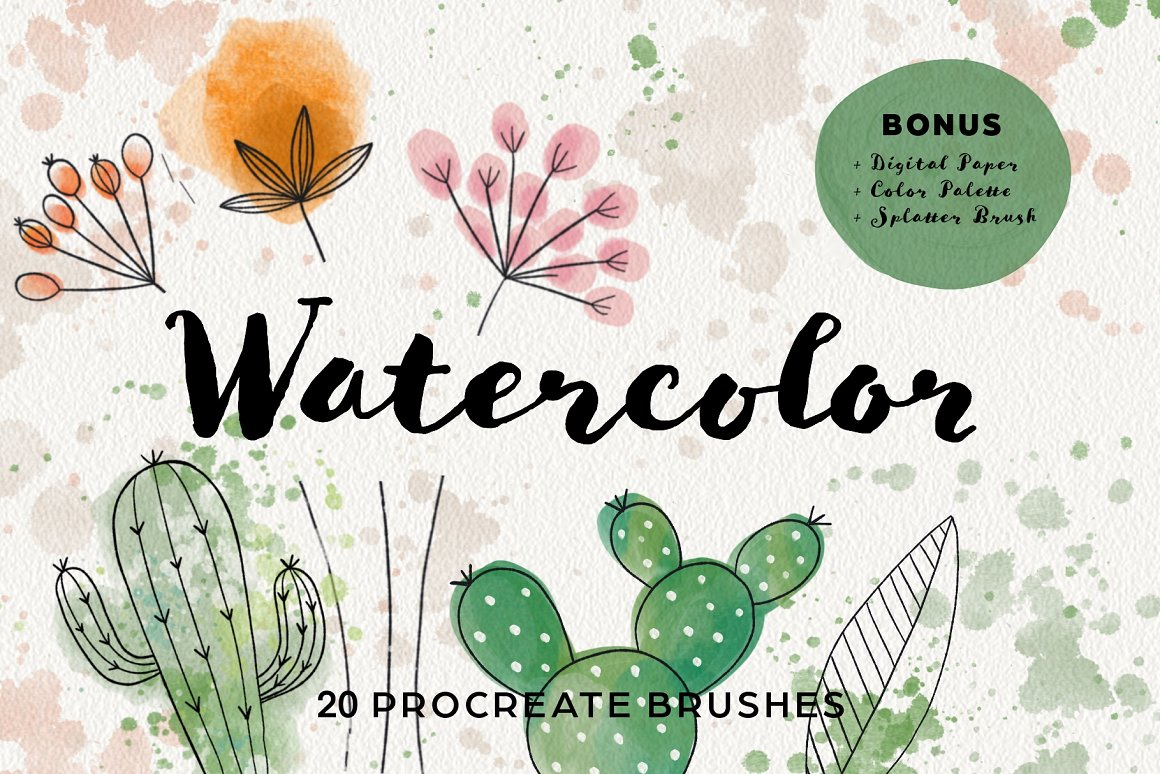 BONUS
+ Digital Paper
+ Color Palette
+ Splatter Brush
Watercolor
20 PROCREATE BRUSHES